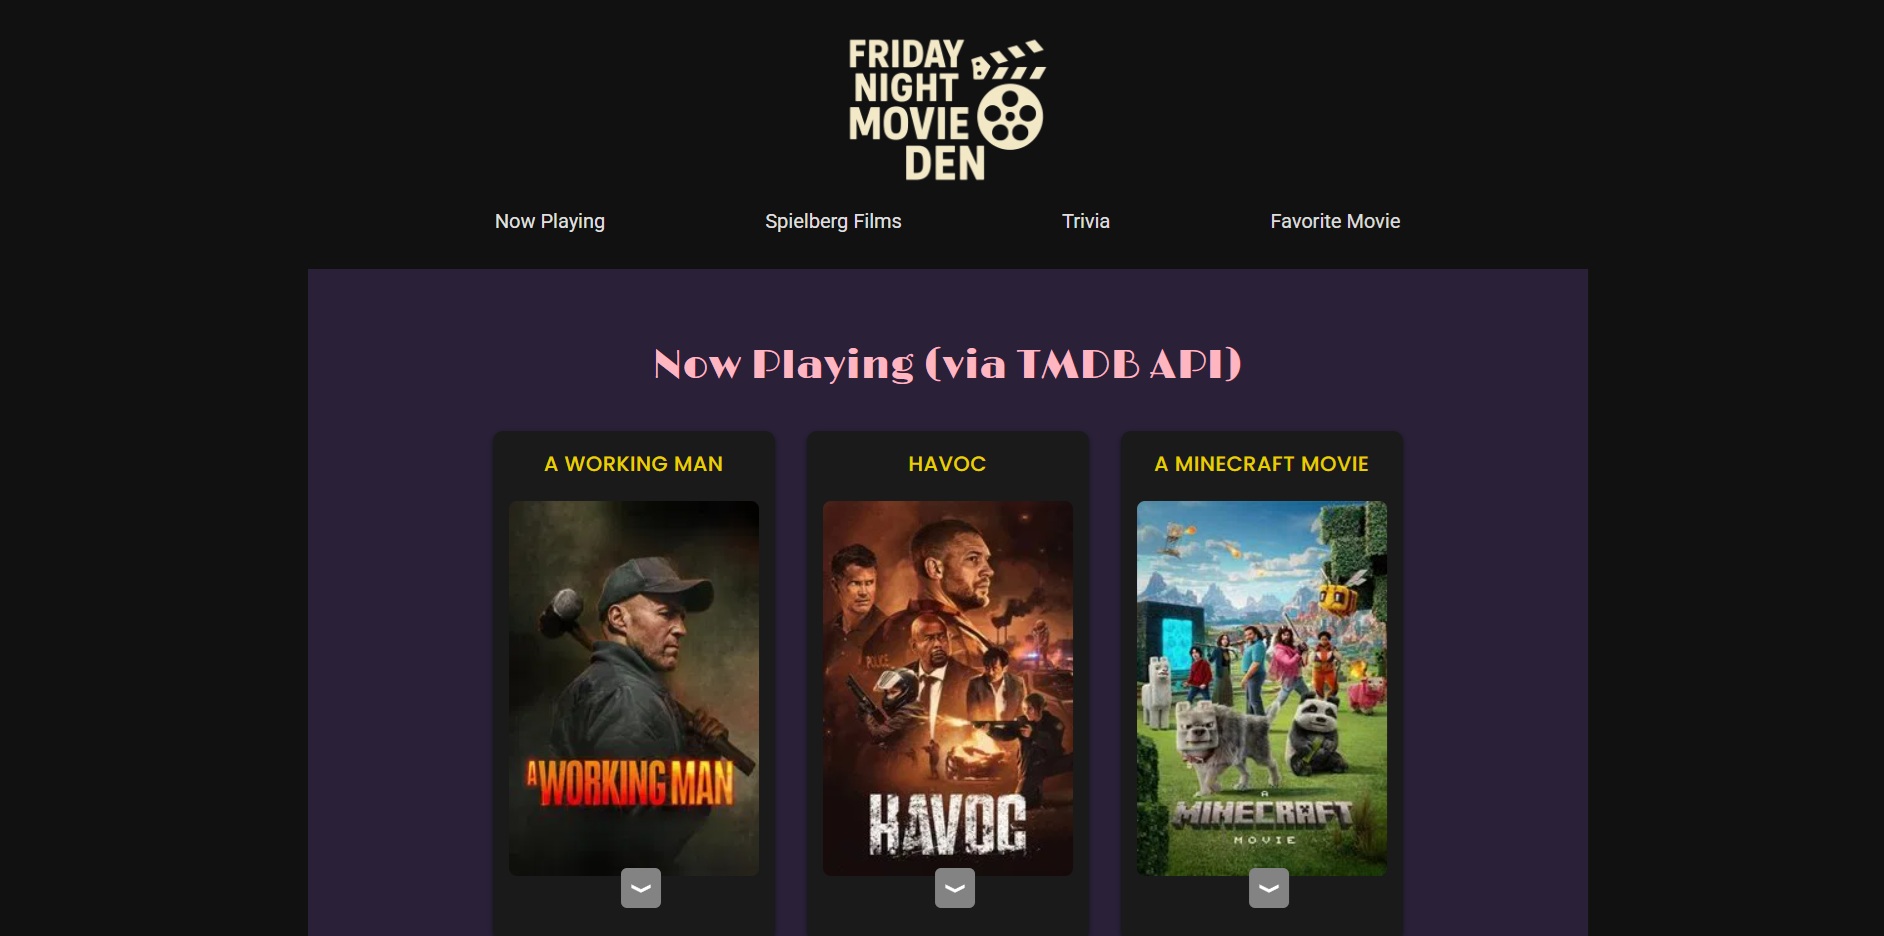 FRIDAY
NIGHT
MOVIE
DEN
Now Playing
Spielberg Films
Trivia
Favorite Movie
Now Playing (via TMDB API)
A WORKING MAN
HAVOC
A MINECRAFT MOVIE
A WORKING MAN
POLICE
HAVOC
A
MINECRAFT
MOVIE